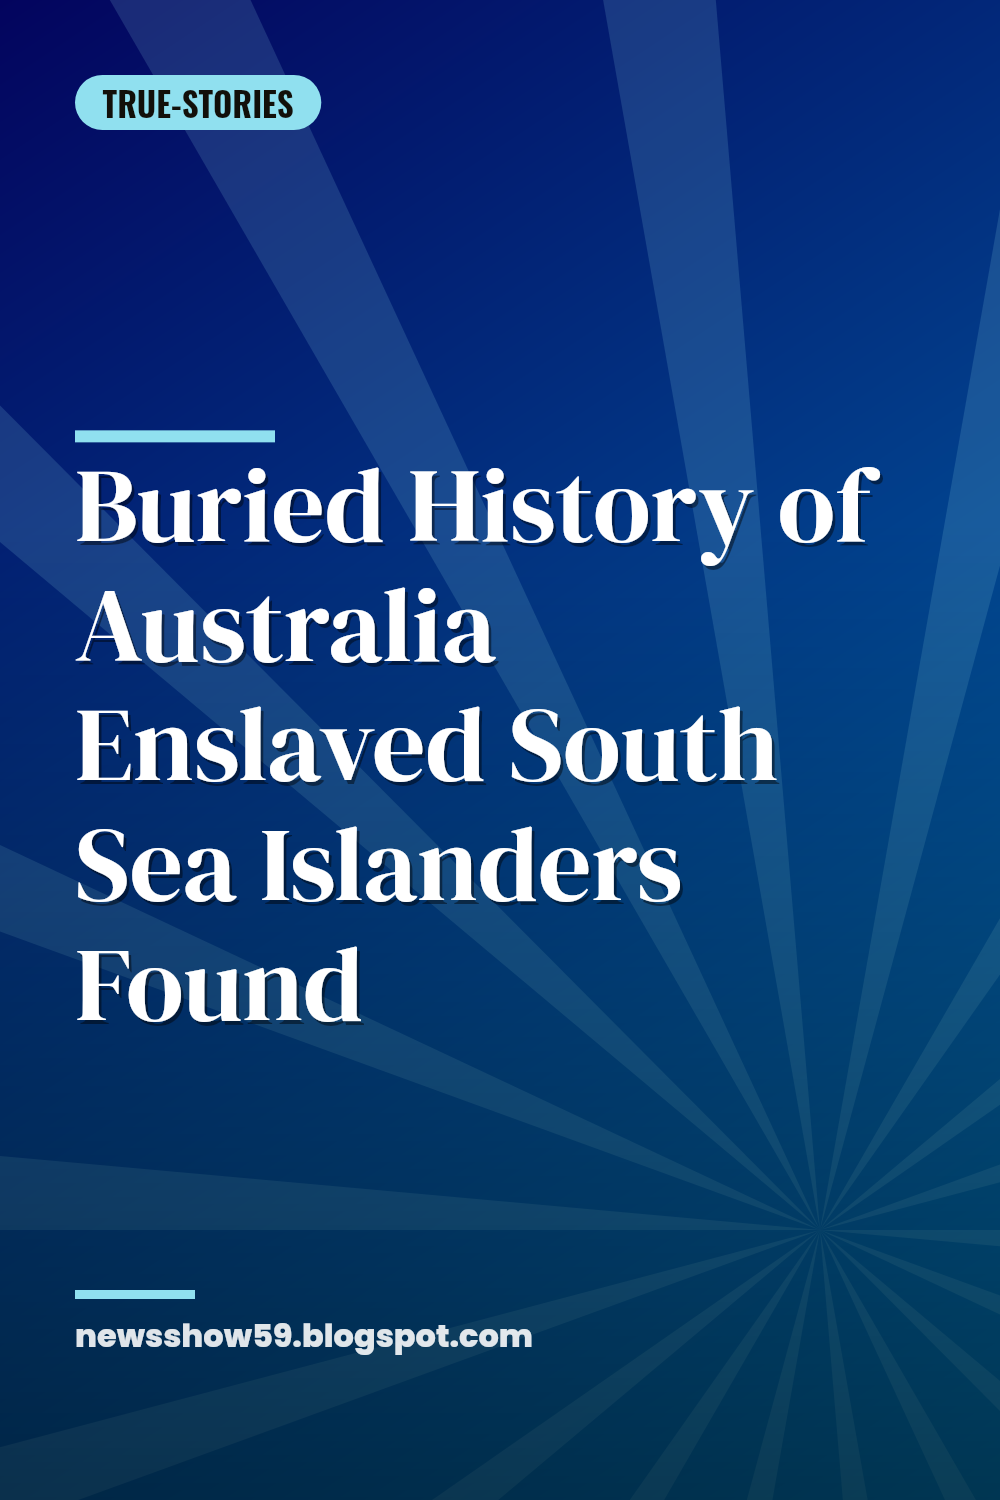 TRUE-STORIES
Buried History of
Australia
Enslaved South
Sea Islanders
Found
newsshow59.blogspot.com